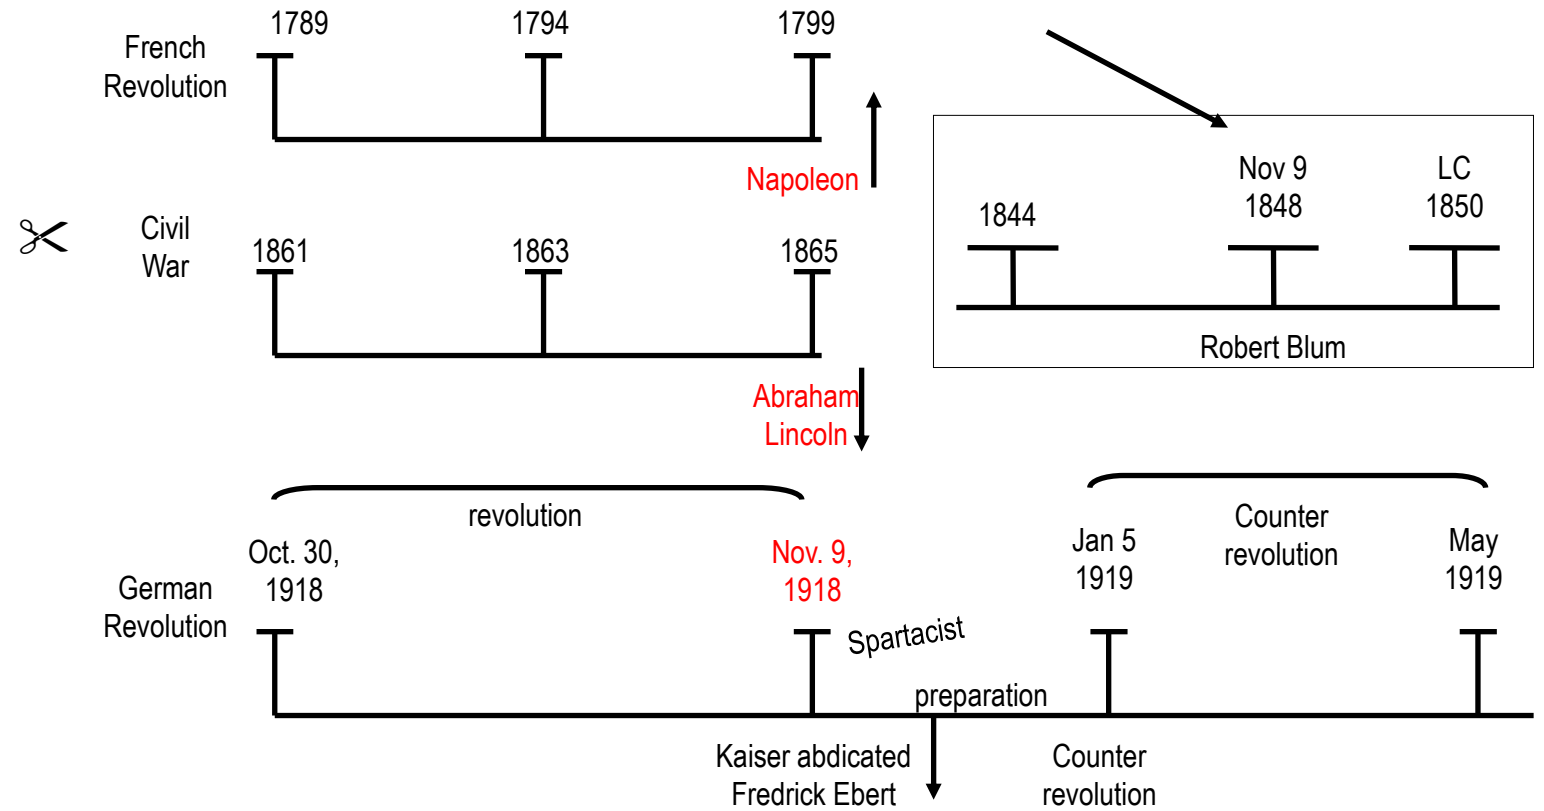 1789
1794
1799
French
Revolution
Napoleon
Nov 9
1848
LC
1850
1844
Robert Blum
Civil
War
1861
1863
1865
Abraham
Lincoln
revolution
Counter
revolution
Oct. 30,
1918
Nov. 9,
1918
Jan 5
1919
May
1919
German
Revolution
Spartacist
preparation
Kaiser abdicated
Fredrick Ebert
Counter
revolution